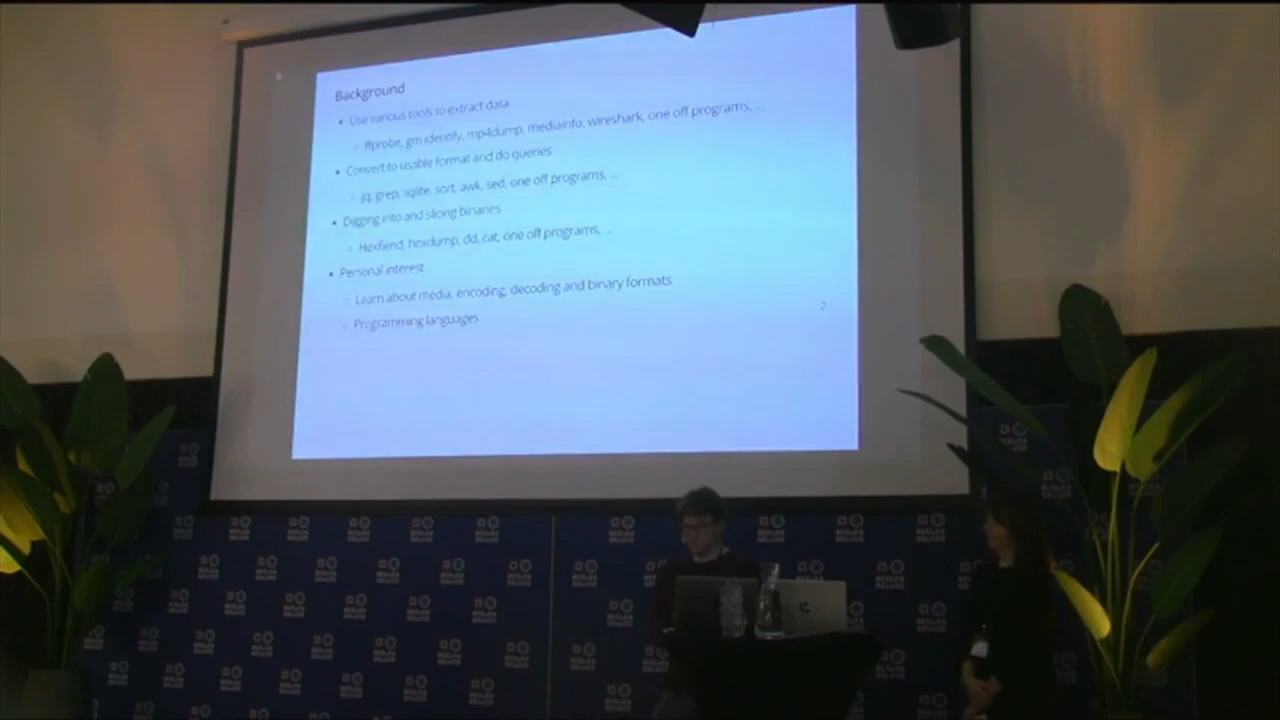 Background
• Use various tools to extract data
○ ffprobe, gm identify, mp4dump, mediainfo, wireshark, one off programs, ...
• Convert to usable format and do queries
○ jq, grep, sqlite, sort, awk, sed, one off programs, ...
• Digging into and slicing binaries
○ Hexfiend, hexdump, dd, cat, one off programs, ...
• Personal interest
○ Learn about media, encoding, decoding and binary formats
○ Programming languages
2